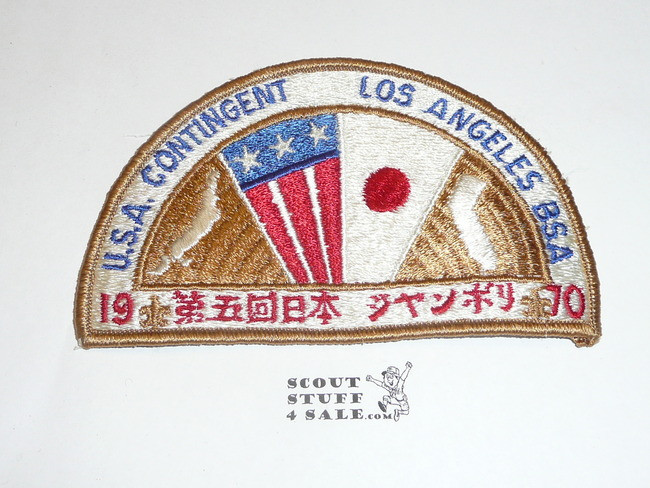 U.S.A. CONTINGENT LOS ANGELES BSA
19 第五回日本 ジャンボリ 70
SCOUT
STUFF
4 SALE.com